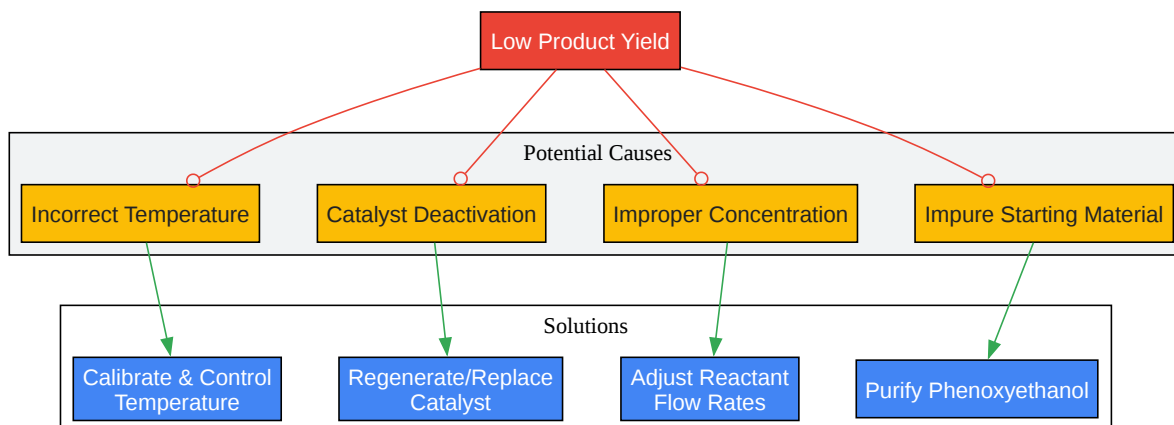 Low Product Yield
Potential Causes
Incorrect Temperature
Catalyst Deactivation
Improper Concentration
Impure Starting Material
Solutions
Calibrate & Control
Temperature
Regenerate/Replace
Catalyst
Adjust Reactant
Flow Rates
Purify Phenoxyethanol